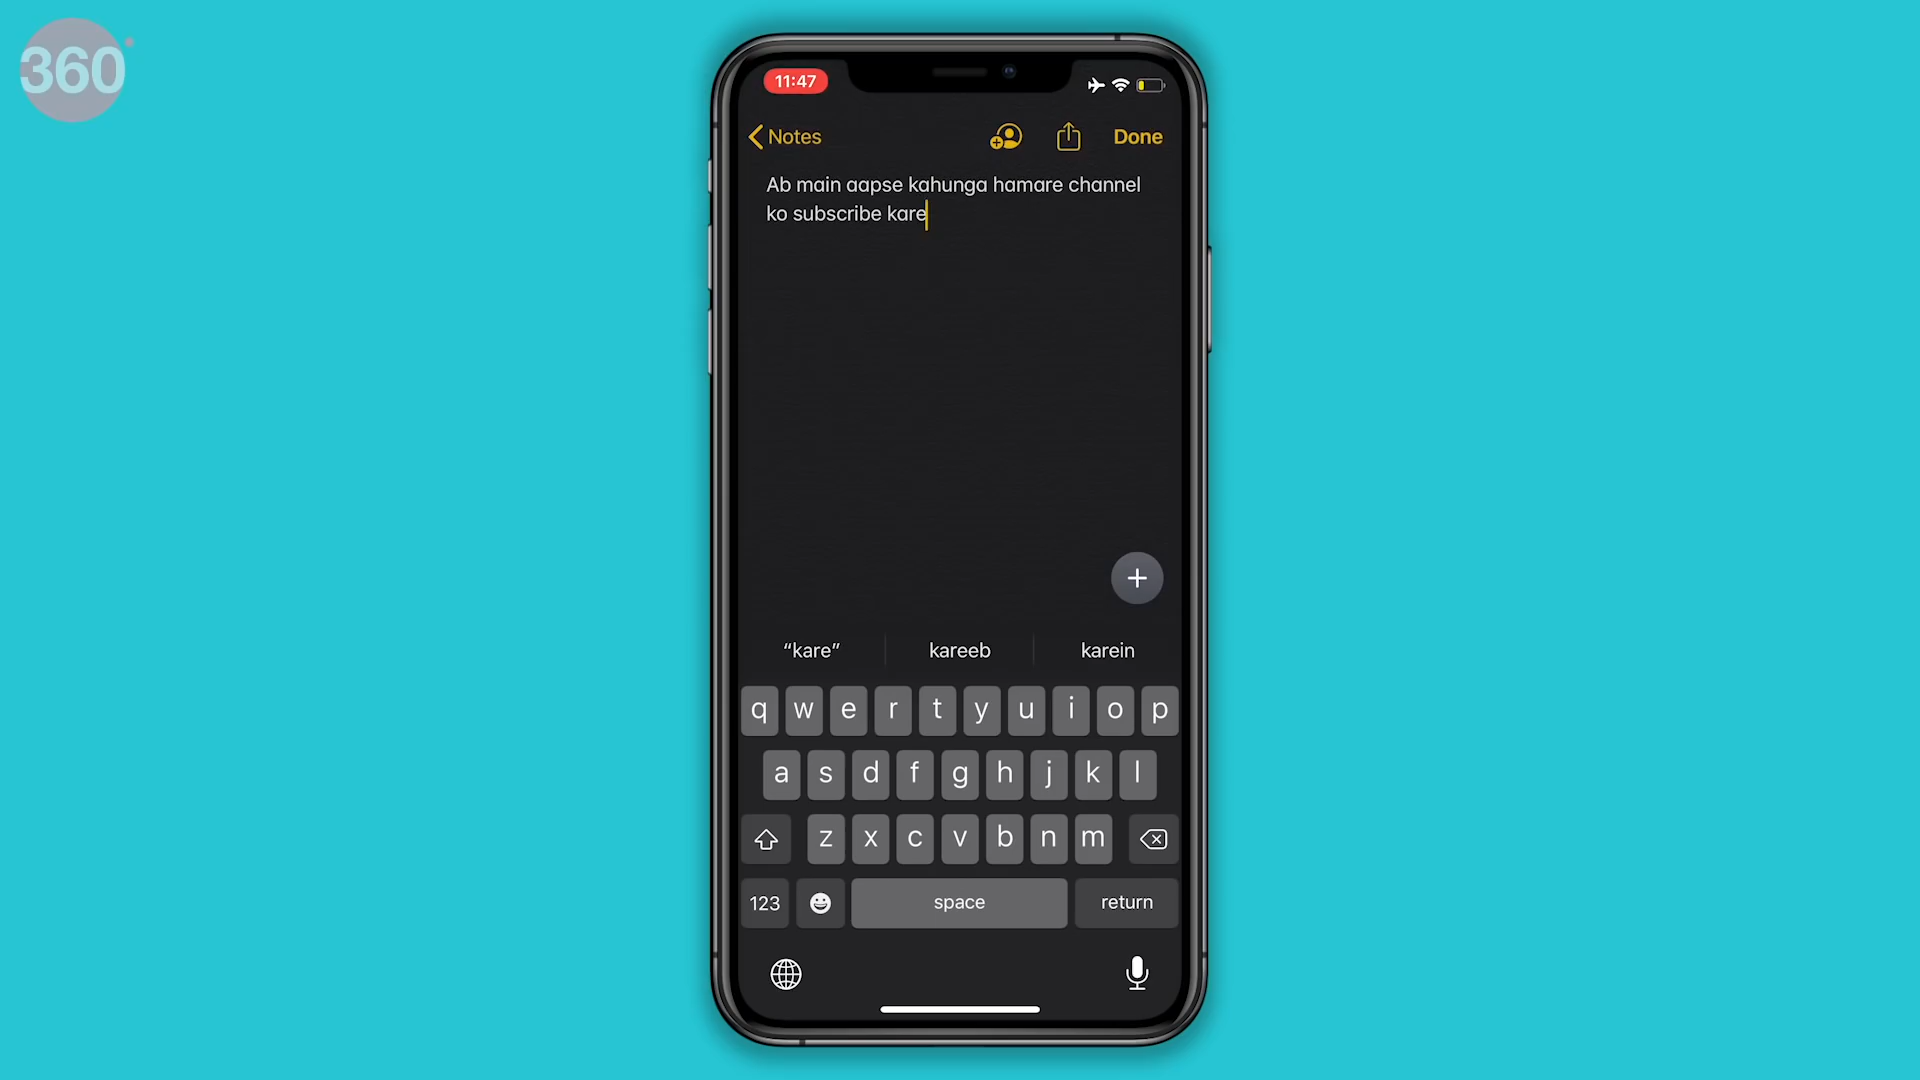 360
11:47
Notes
Done
Ab main aapse kahunga hamare channel
ko subscribe kare
“kare” kareeb karein
q w e r t y u i o p
a s d f g h j k l
z x c v b n m
123 space return